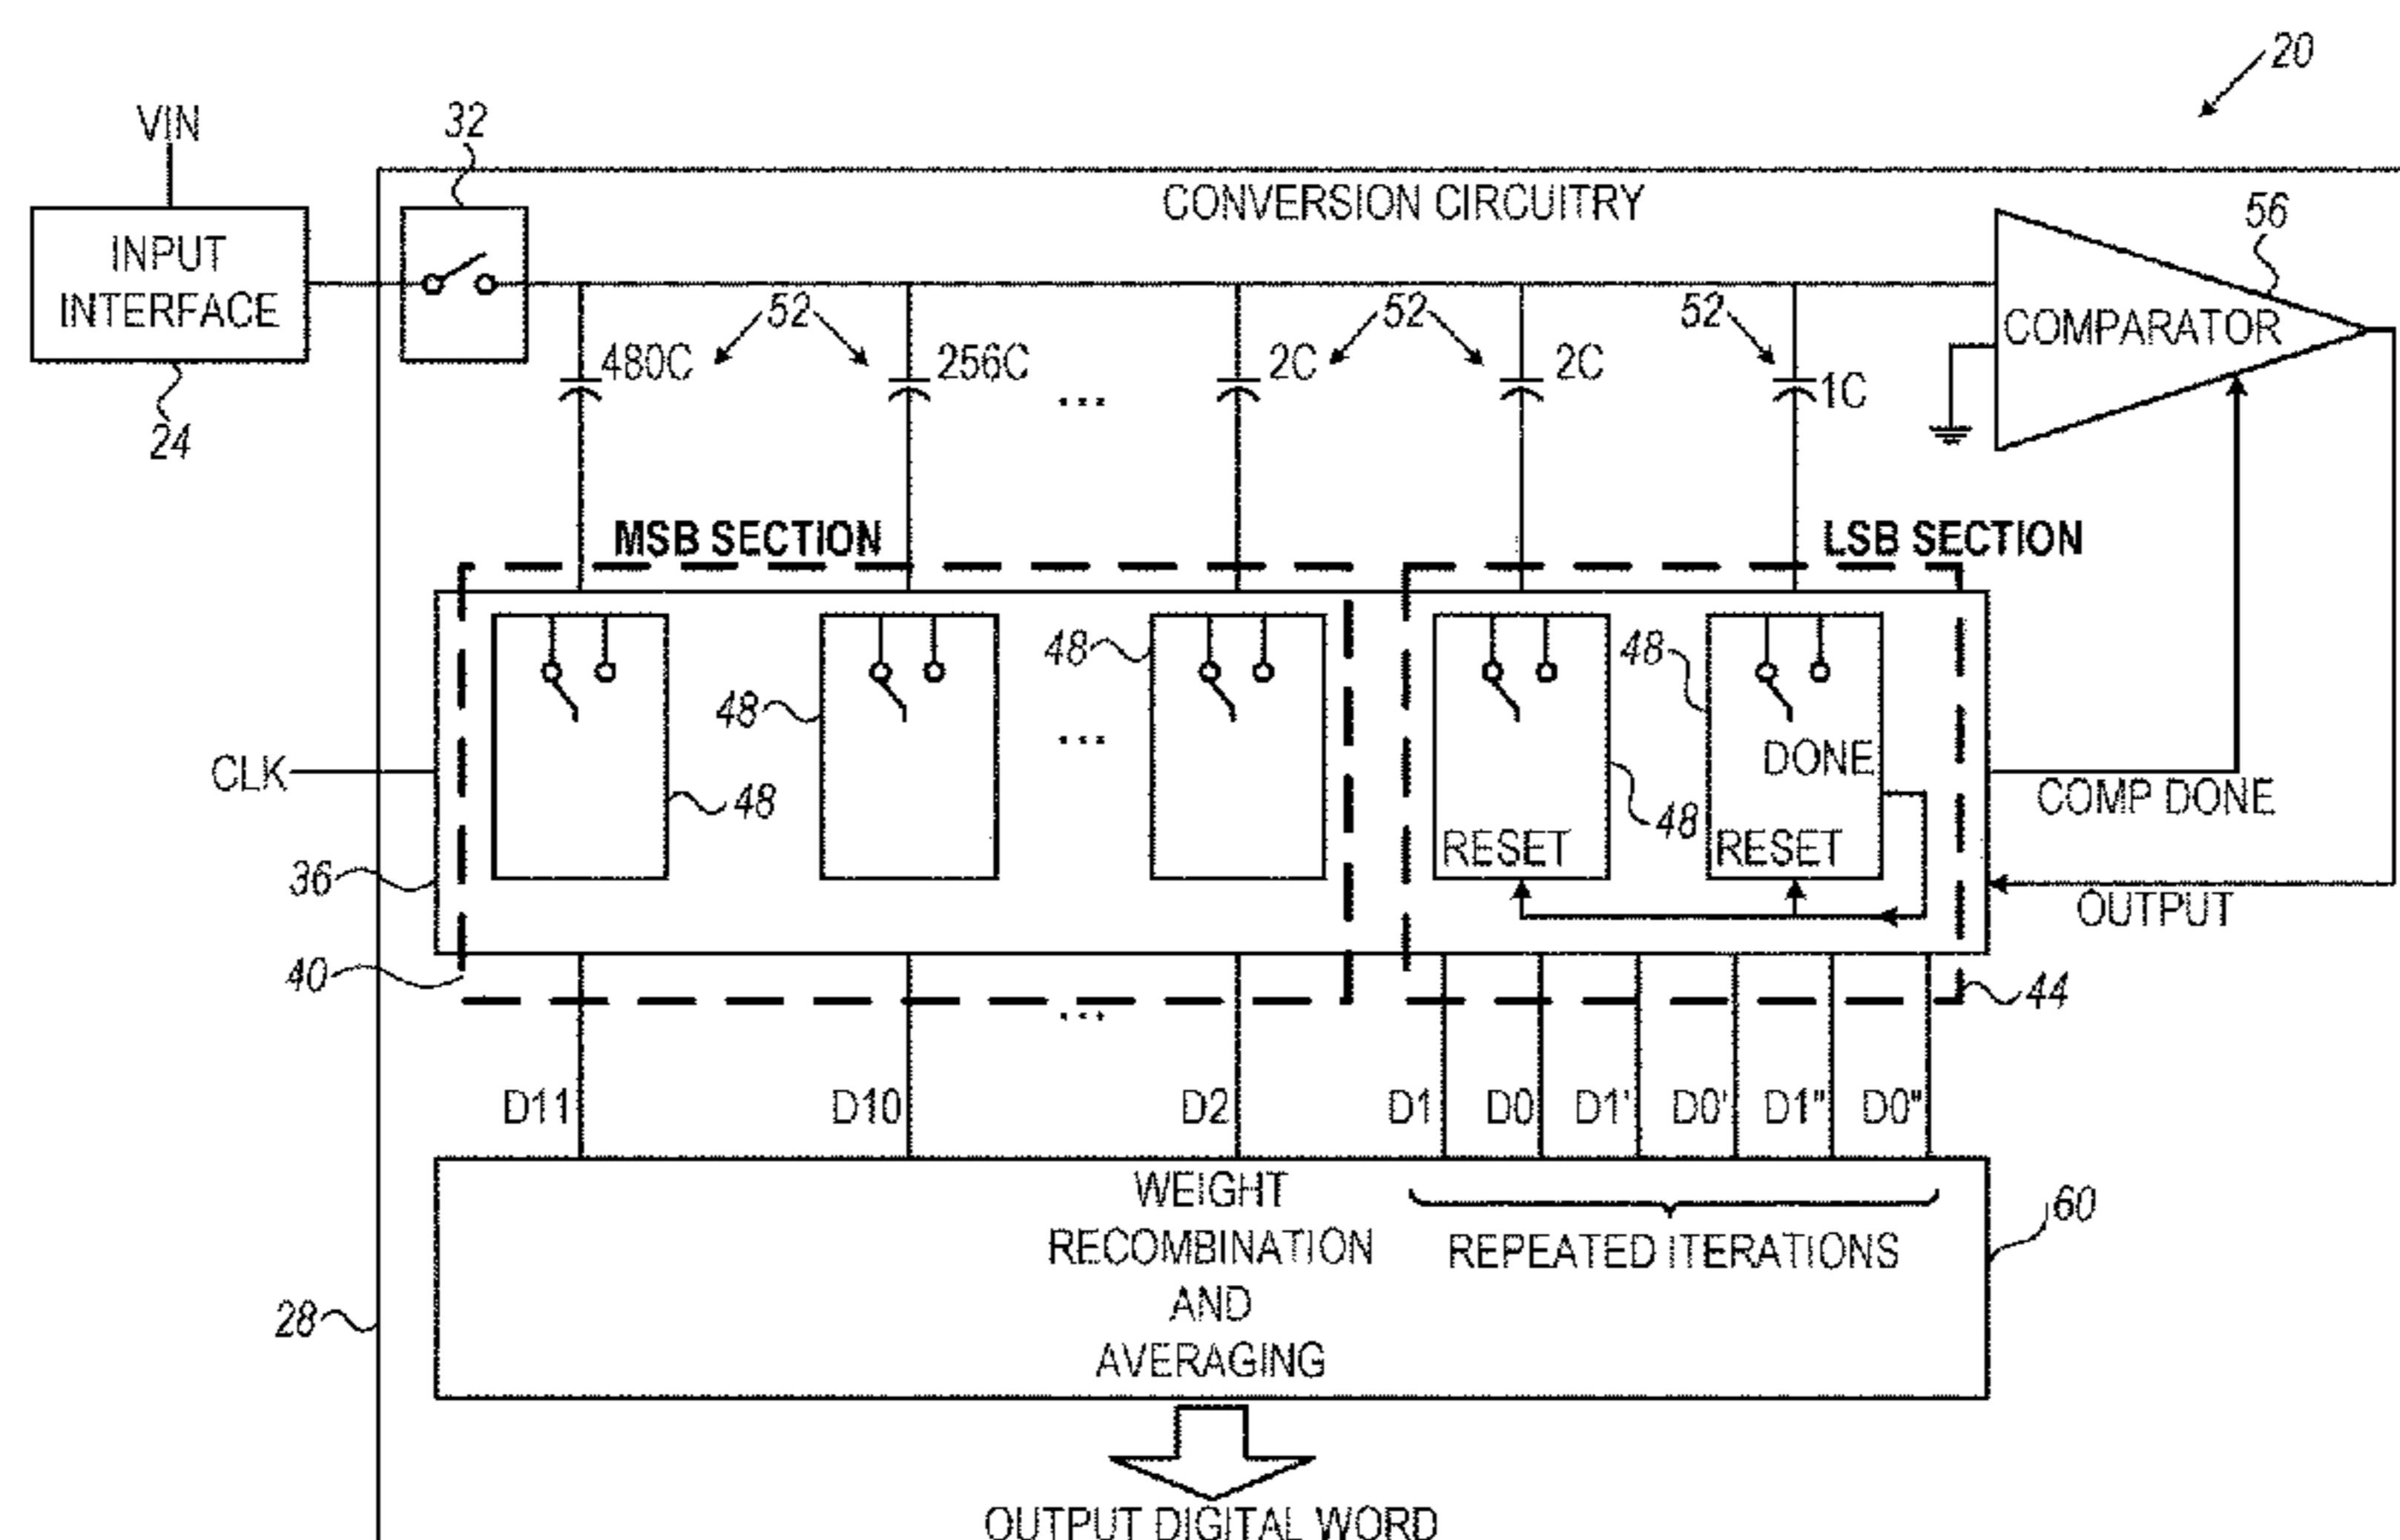 20
VIN
32
CONVERSION CIRCUITRY
56
INPUT
INTERFACE
24
52
52
52
COMPARATOR
480C
256C
...
2C
2C
1C
MSB SECTION
LSB SECTION
48
48
48
48
48
...
DONE
RESET
RESET
CLK
COMP DONE
36
OUTPUT
40
44
...
D11
D10
D2
D1
D0
D1'
D0'
D1"
D0"
WEIGHT
RECOMBINATION
AND
AVERAGING
REPEATED ITERATIONS
60
28
OUTPUT DIGITAL WORD